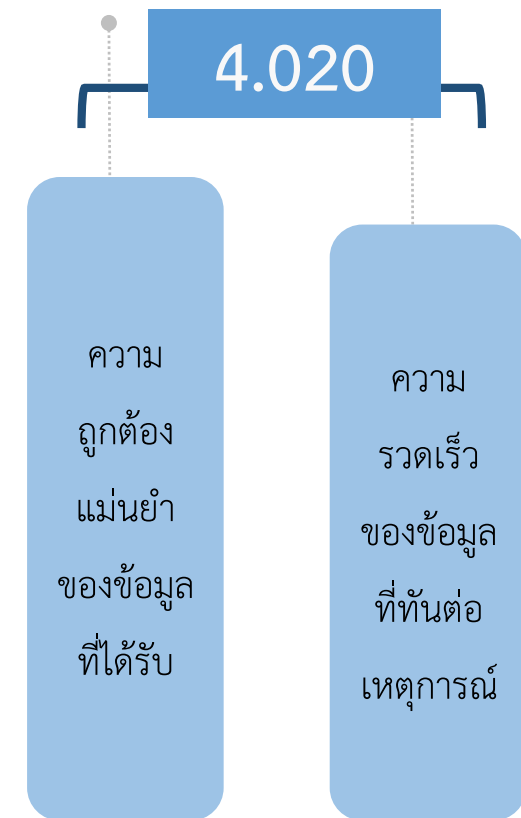 4.020
ความ
ถูกต้อง
แม่นยำ
ของข้อมูล
ที่ได้รับ
ความ
รวดเร็ว
ของข้อมูล
ที่ทันต่อ
เหตุการณ์